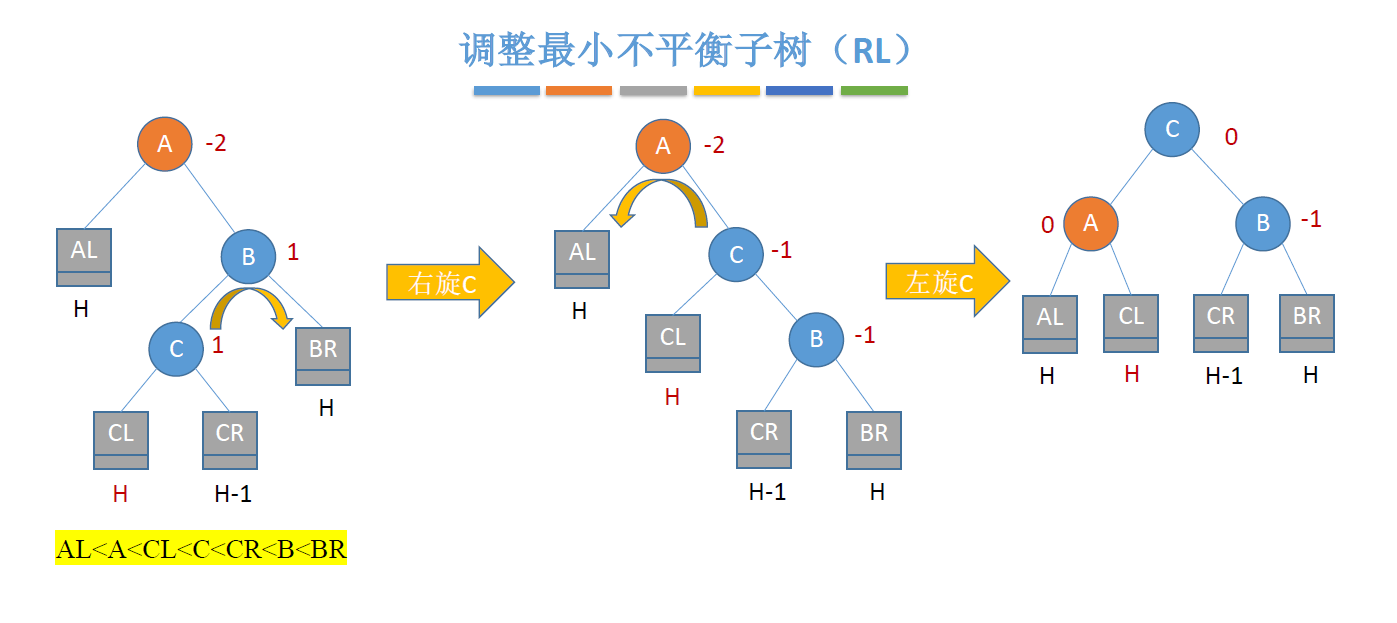 调整最小不平衡子树（RL）
A -2
AL
H
B 1
C 1
BR
H
CL
H
CR
H-1
AL<A<CL<C<CR<B<BR
右旋C
A -2
AL
H
C -1
CL
H
B -1
CR
H-1
BR
H
左旋C
C 0
0 A
B -1
AL
H
CL
H
CR
H-1
BR
H